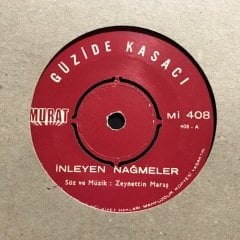 GÜZİDE KASACI
MURAT
Mİ 408
408 - A
İNLEYEN NAĞMELER
Söz ve Müzik : Zeynettin Maraş